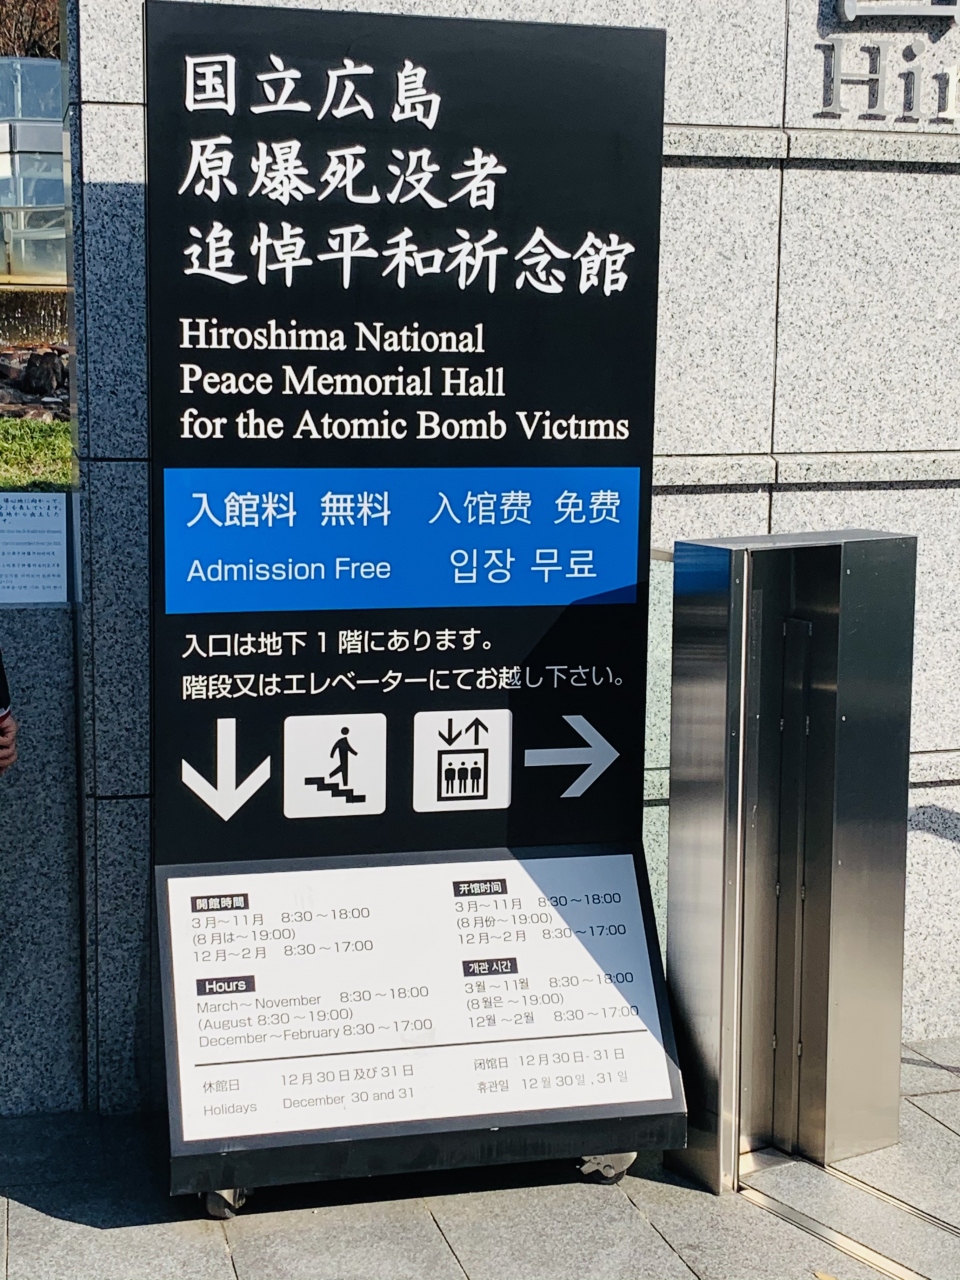 国立広島
原爆死没者
追悼平和祈念館
Hiroshima National
Peace Memorial Hall
for the Atomic Bomb Victims
入館料 無料 入馆费 免费
Admission Free 입장 무료
入口は地下 1 階にあります。
階段又はエレベーターにてお越し下さい。
開館時間
3月～11月 8:30～18:00
(8月は～19:00)
12月～2月 8:30～17:00
Hours
March～November 8:30～18:00
(August 8:30～19:00)
December～February 8:30～17:00
开馆时间
3月～11月 8:30～18:00
(8月份～19:00)
12月～2月 8:30～17:00
개관 시간
3월～11월 8:30～18:00
(8월은～19:00)
12월～2월 8:30～17:00
休館日 12月30日及び31日
Holidays December 30 and 31
闭馆日 12月30日-31日
휴관일 12월 30일, 31일
Hi